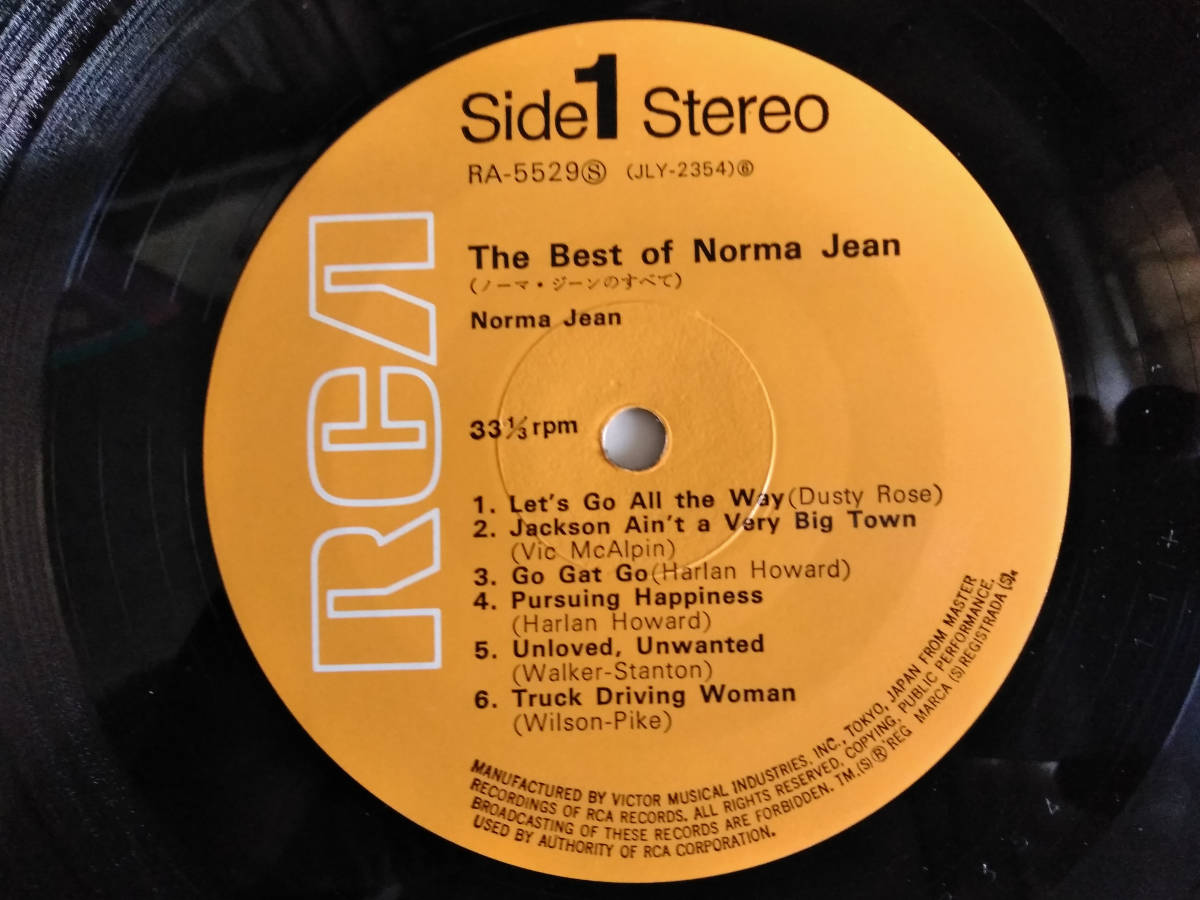 Side 1 Stereo
RA-5529Ⓢ (JLY-2354)⑥
The Best of Norma Jean
(ノーマ・ジーンのすべて)
Norma Jean
33⅓ rpm
1. Let's Go All the Way(Dusty Rose)
2. Jackson Ain't a Very Big Town
(Vic McAlpin)
3. Go Gat Go(Harlan Howard)
4. Pursuing Happiness
(Harlan Howard)
5. Unloved, Unwanted
(Walker-Stanton)
6. Truck Driving Woman
(Wilson-Pike)
RCA
MANUFACTURED BY VICTOR MUSICAL INDUSTRIES, INC., TOKYO, JAPAN FROM MASTER
RECORDINGS OF RCA RECORDS. ALL RIGHTS RESERVED, COPYING, PUBLIC PERFORMANCE,
BROADCASTING OF THESE RECORDS ARE FORBIDDEN. TM.(S)® REG MARCA (S) REGISTRADA (S).
USED BY AUTHORITY OF RCA CORPORATION.